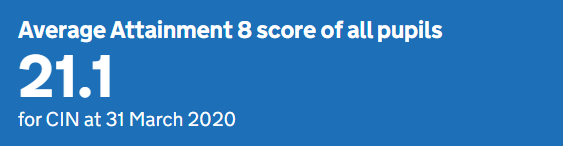 Average Attainment 8 score of all pupils
21.1
for CIN at 31 March 2020